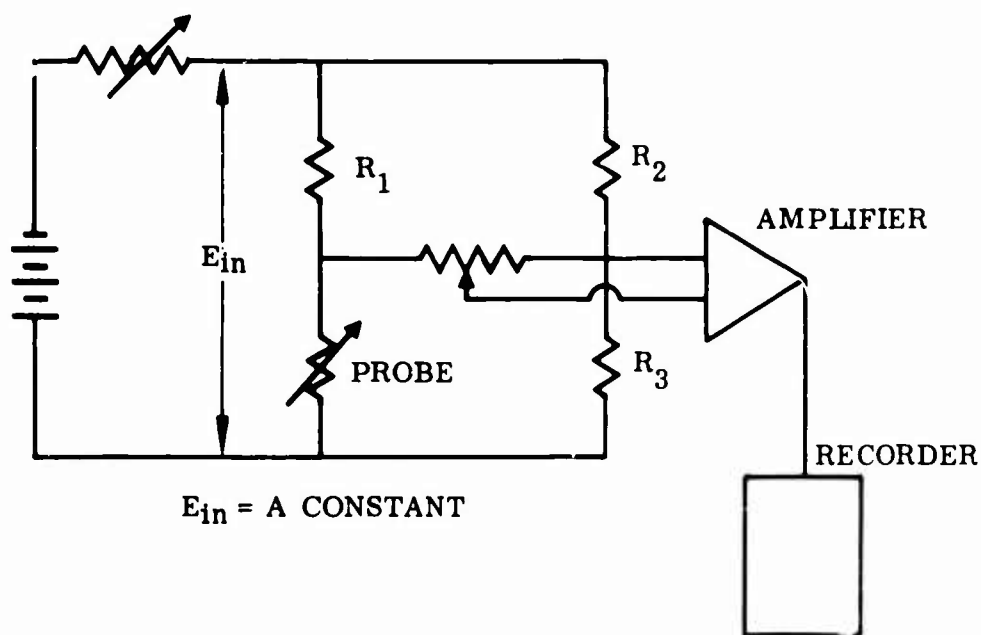 R1
R2
AMPLIFIER
Ein
PROBE
R3
RECORDER
Ein = A CONSTANT